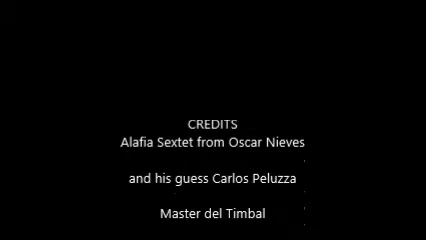 CREDITS
Alafia Sextet from Oscar Nieves
and his guess Carlos Peluzza
Master del Timbal